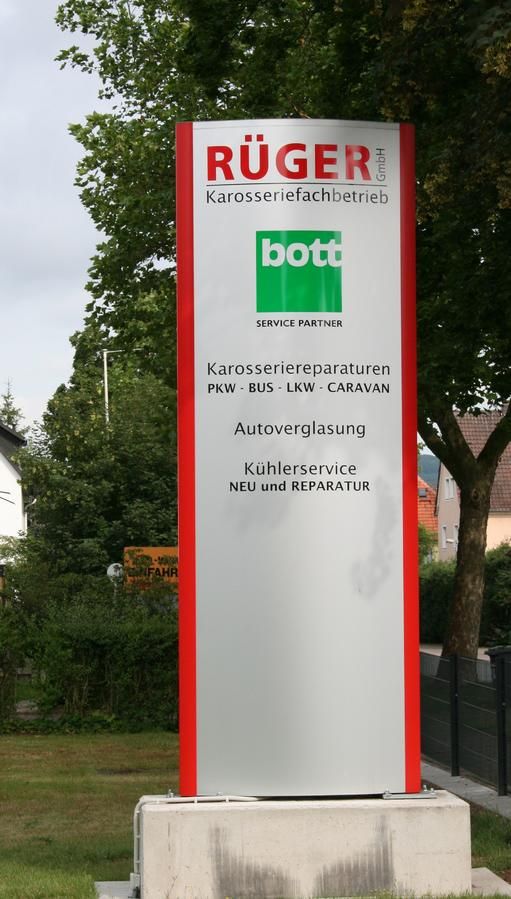 RÜGER GmbH
Karosseriefachbetrieb
bott
SERVICE PARTNER
Karosseriereparaturen
PKW - BUS - LKW - CARAVAN
Autoverglasung
Kühlerservice
NEU und REPARATUR